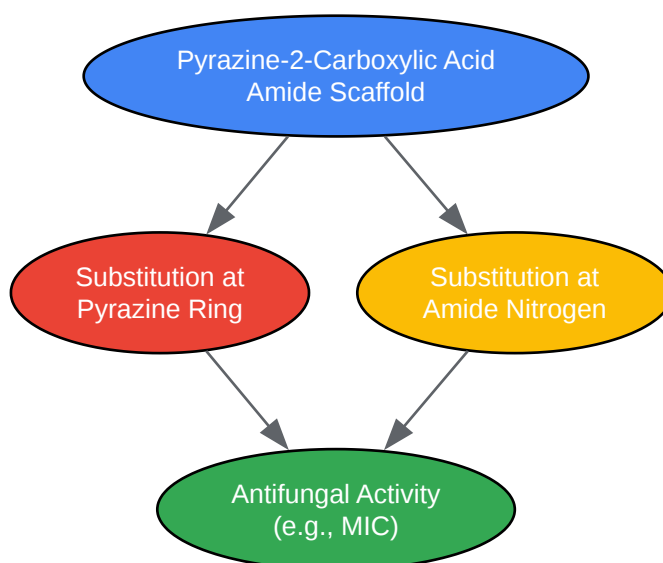 Pyrazine-2-Carboxylic Acid
Amide Scaffold
Substitution at
Pyrazine Ring
Substitution at
Amide Nitrogen
Antifungal Activity
(e.g., MIC)